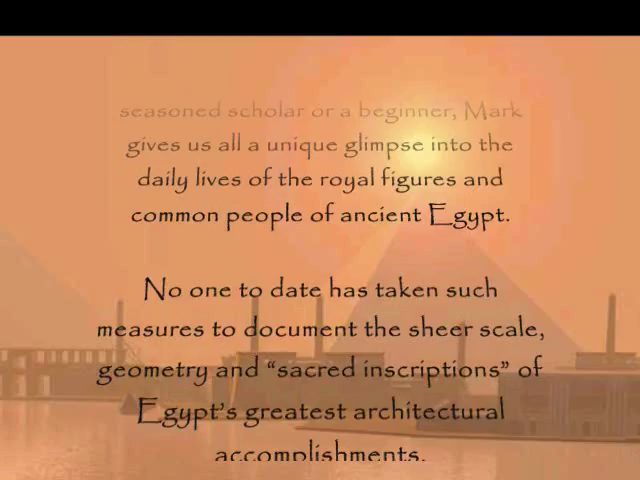 seasoned scholar or a beginner, Mark
gives us all a unique glimpse into the
daily lives of the royal figures and
common people of ancient Egypt.
No one to date has taken such
measures to document the sheer scale,
geometry and “sacred inscriptions” of
Egypt’s greatest architectural
accomplishments.